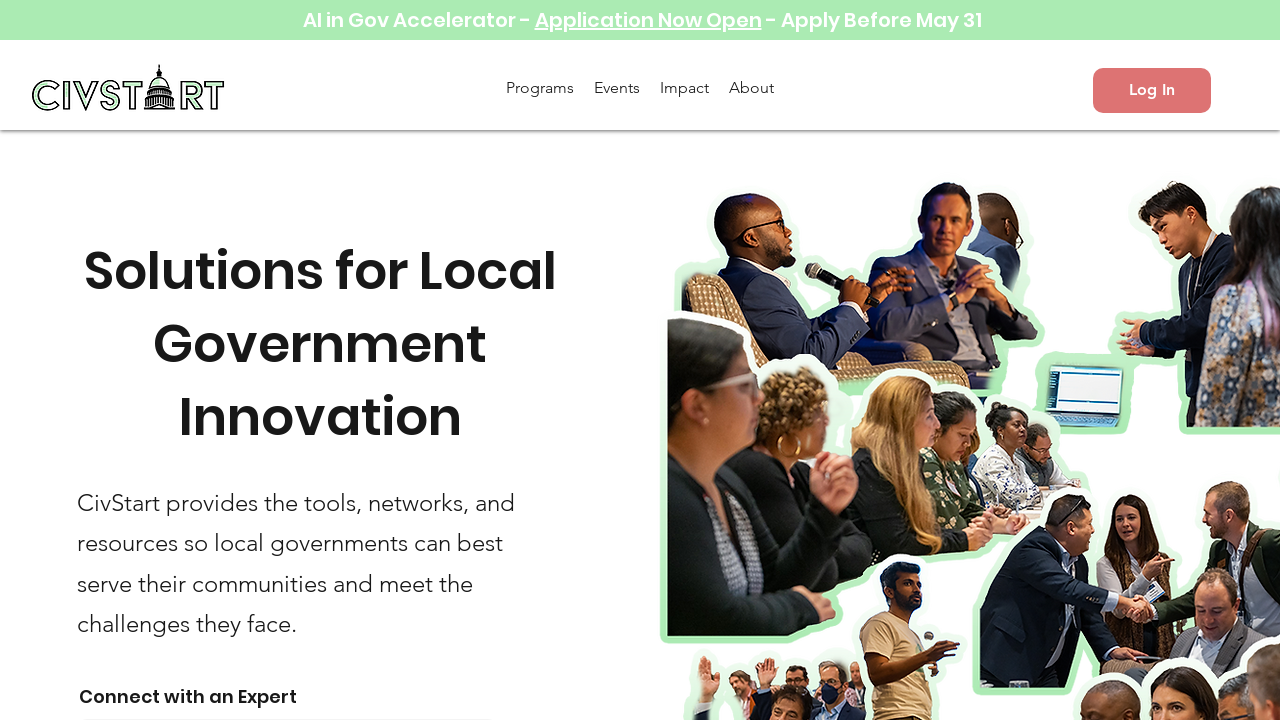 AI in Gov Accelerator - Application Now Open - Apply Before May 31
CIVSTART
Programs
Events
Impact
About
Log In
Solutions for Local
Government
Innovation
CivStart provides the tools, networks, and
resources so local governments can best
serve their communities and meet the
challenges they face.
Connect with an Expert